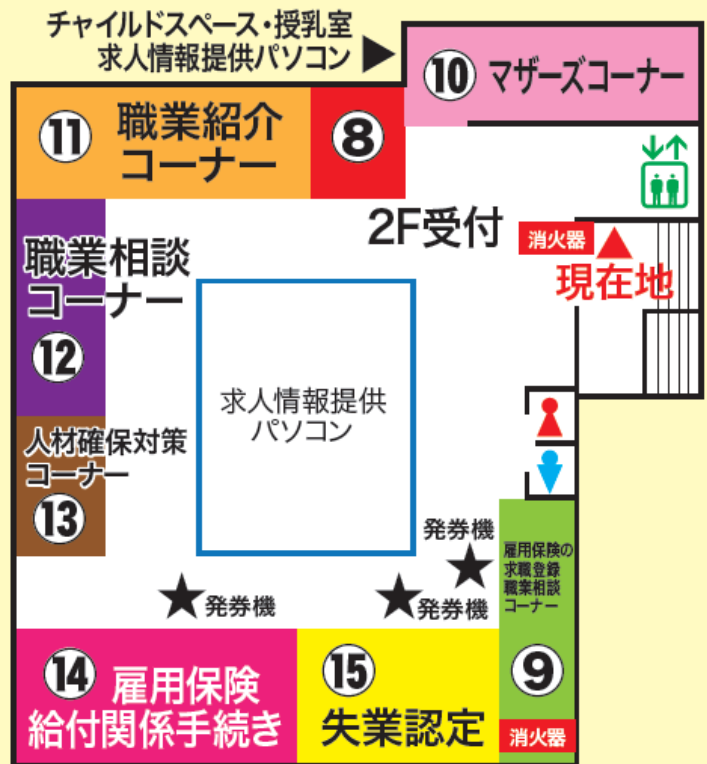 チャイルドスペース・授乳室
求人情報提供パソコン ▶
⑩ マザーズコーナー
⑪ 職業紹介
コーナー
⑧
2F受付
消火器
現在地
職業相談
コーナー
⑫
求人情報提供
パソコン
人材確保対策
コーナー
⑬
発券機
発券機
発券機
雇用保険の
求職登録
職業相談
コーナー
⑨
消火器
⑭ 雇用保険
給付関係手続き
⑮
失業認定